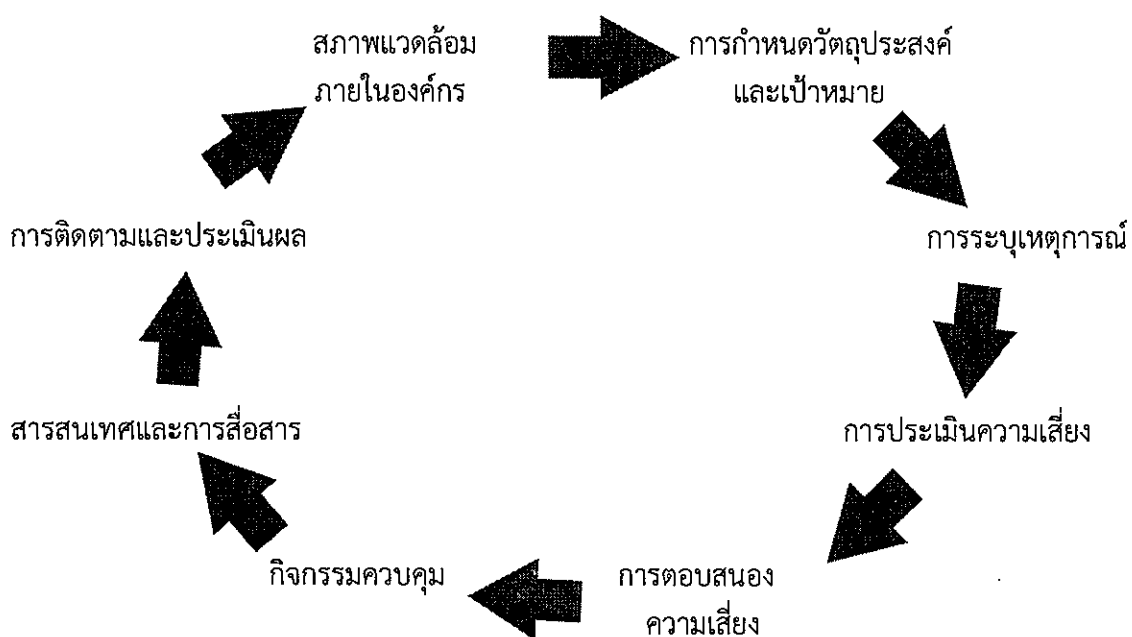 สภาพแวดล้อม
ภายในองค์กร
การกำหนดวัตถุประสงค์
และเป้าหมาย
การระบุเหตุการณ์
การประเมินความเสี่ยง
การตอบสนอง
ความเสี่ยง
กิจกรรมควบคุม
สารสนเทศและการสื่อสาร
การติดตามและประเมินผล